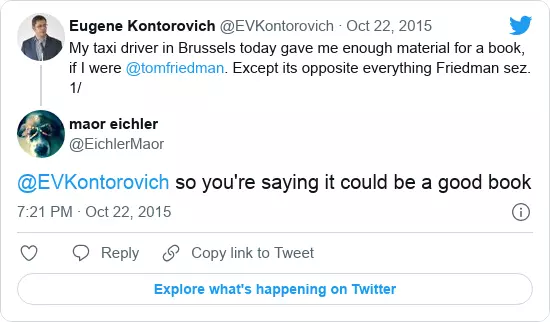 Eugene Kontorovich @EVKontorovich · Oct 22, 2015
My taxi driver in Brussels today gave me enough material for a book,
if I were @tomfriedman. Except its opposite everything Friedman sez.
1/
maor eichler
@EichlerMaor
@EVKontorovich so you're saying it could be a good book
7:21 PM · Oct 22, 2015
Reply
Copy link to Tweet
Explore what's happening on Twitter